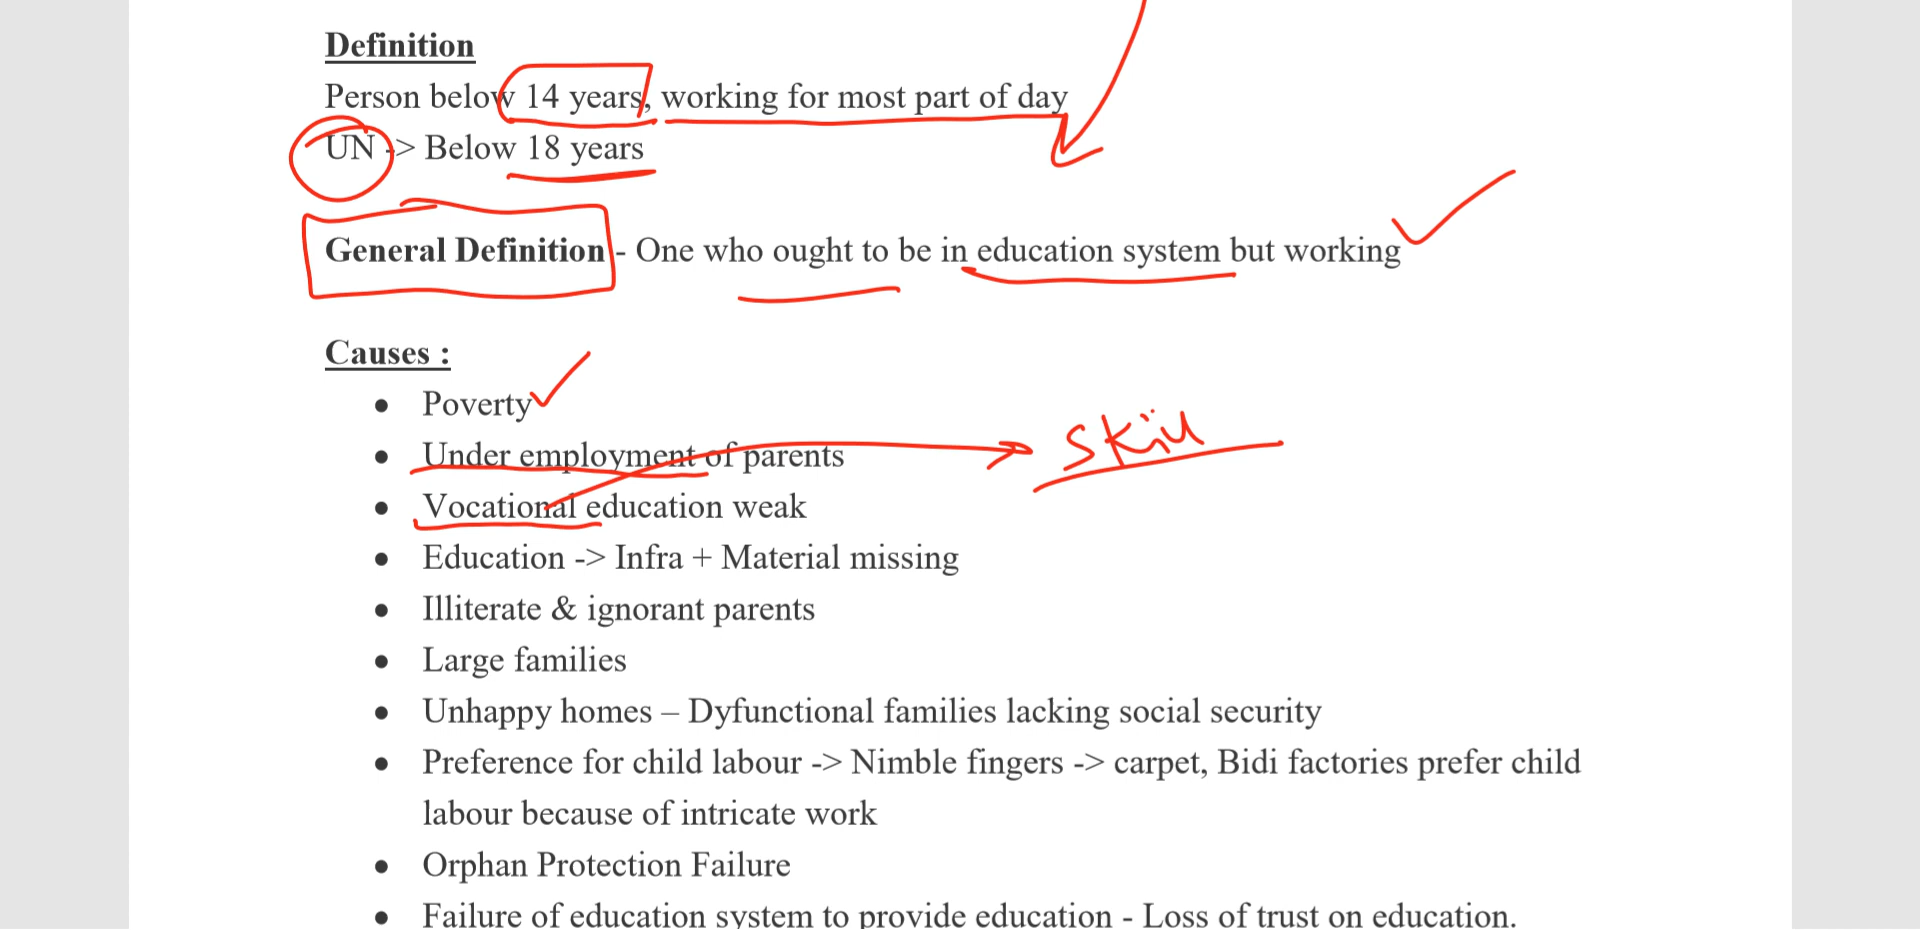 Definition
Person below 14 years, working for most part of day
UN -> Below 18 years
General Definition - One who ought to be in education system but working
Causes :
● Poverty
● Under employment of parents
Skill
● Vocational education weak
● Education -> Infra + Material missing
● Illiterate & ignorant parents
● Large families
● Unhappy homes – Dyfunctional families lacking social security
● Preference for child labour -> Nimble fingers -> carpet, Bidi factories prefer child
labour because of intricate work
● Orphan Protection Failure
● Failure of education system to provide education - Loss of trust on education.